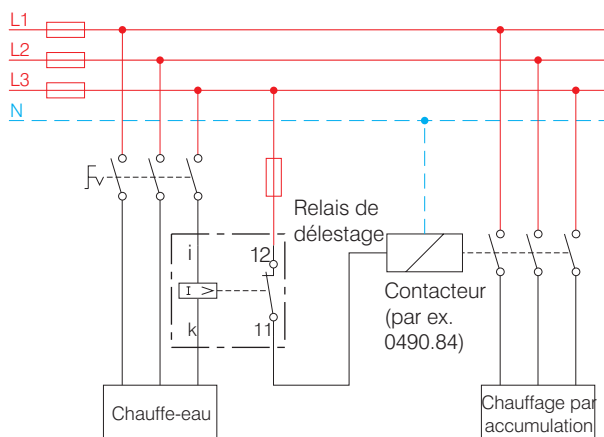 L1
L2
L3
N
Relais de
délestage
i
12
I >
k
11
Contacteur
(par ex.
0490.84)
Chauffe-eau
Chauffage par
accumulation